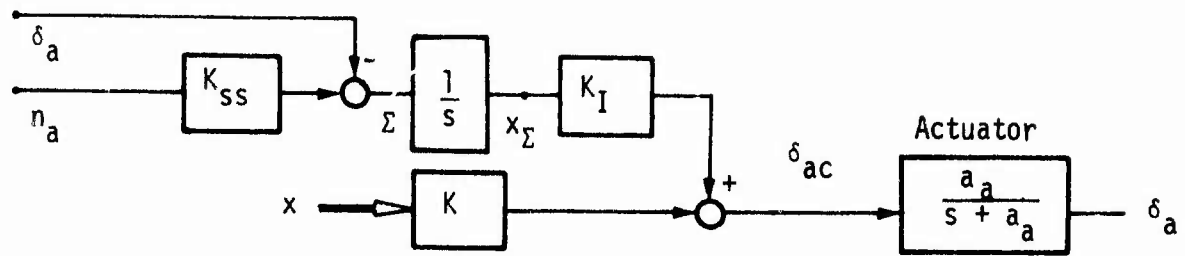 δa
-
Kss
na
Σ
1
s
xΣ
KI
Actuator
δac
+
x
K
aa
s + aa
δa